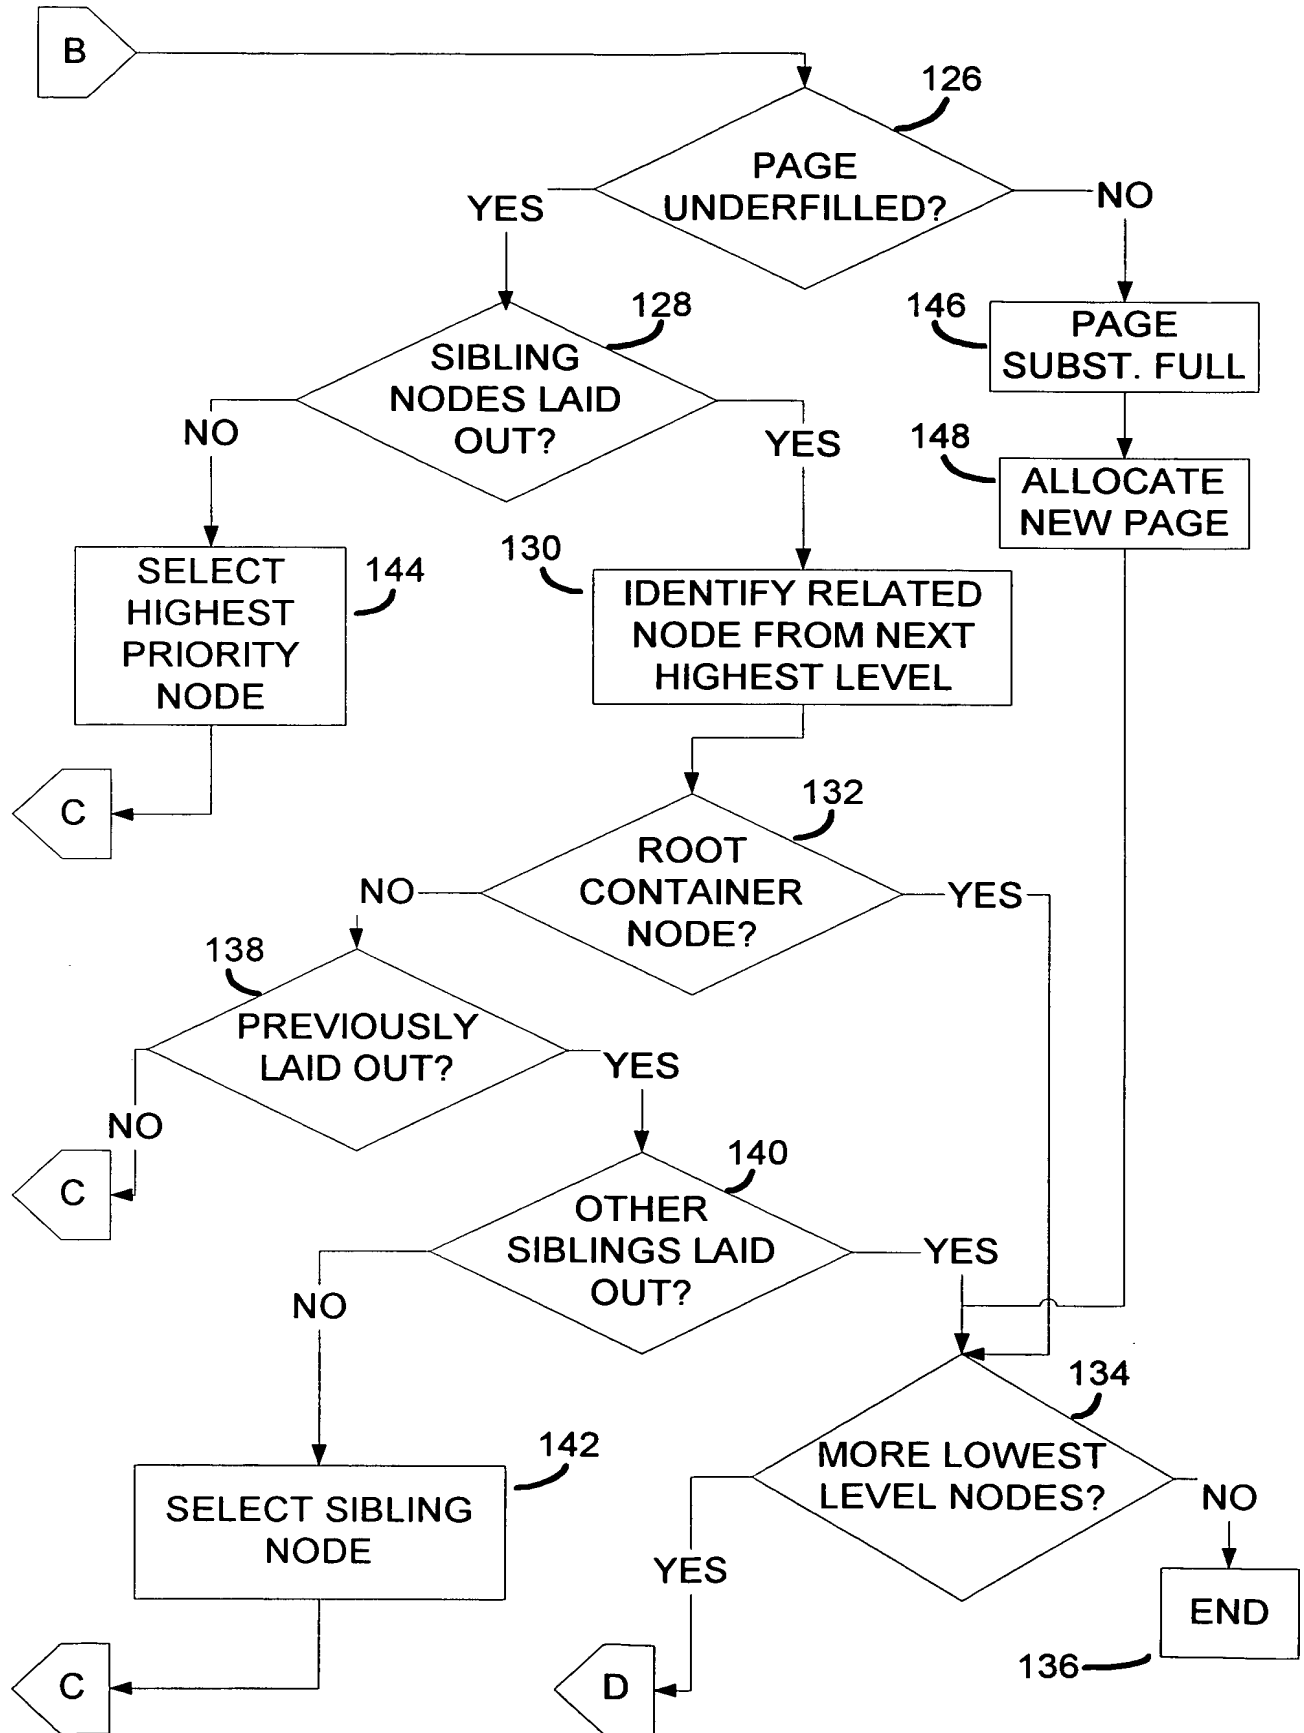 B
126
PAGE
UNDERFILLED?
YES
NO
128
SIBLING
NODES LAID
OUT?
146
PAGE
SUBST. FULL
NO
YES
148
ALLOCATE
NEW PAGE
SELECT
HIGHEST
PRIORITY
NODE
144
130
IDENTIFY RELATED
NODE FROM NEXT
HIGHEST LEVEL
C
132
ROOT
CONTAINER
NODE?
NO
YES
138
PREVIOUSLY
LAID OUT?
YES
NO
C
140
OTHER
SIBLINGS LAID
OUT?
YES
NO
134
MORE LOWEST
LEVEL NODES?
142
SELECT SIBLING
NODE
NO
YES
END
136
C
D